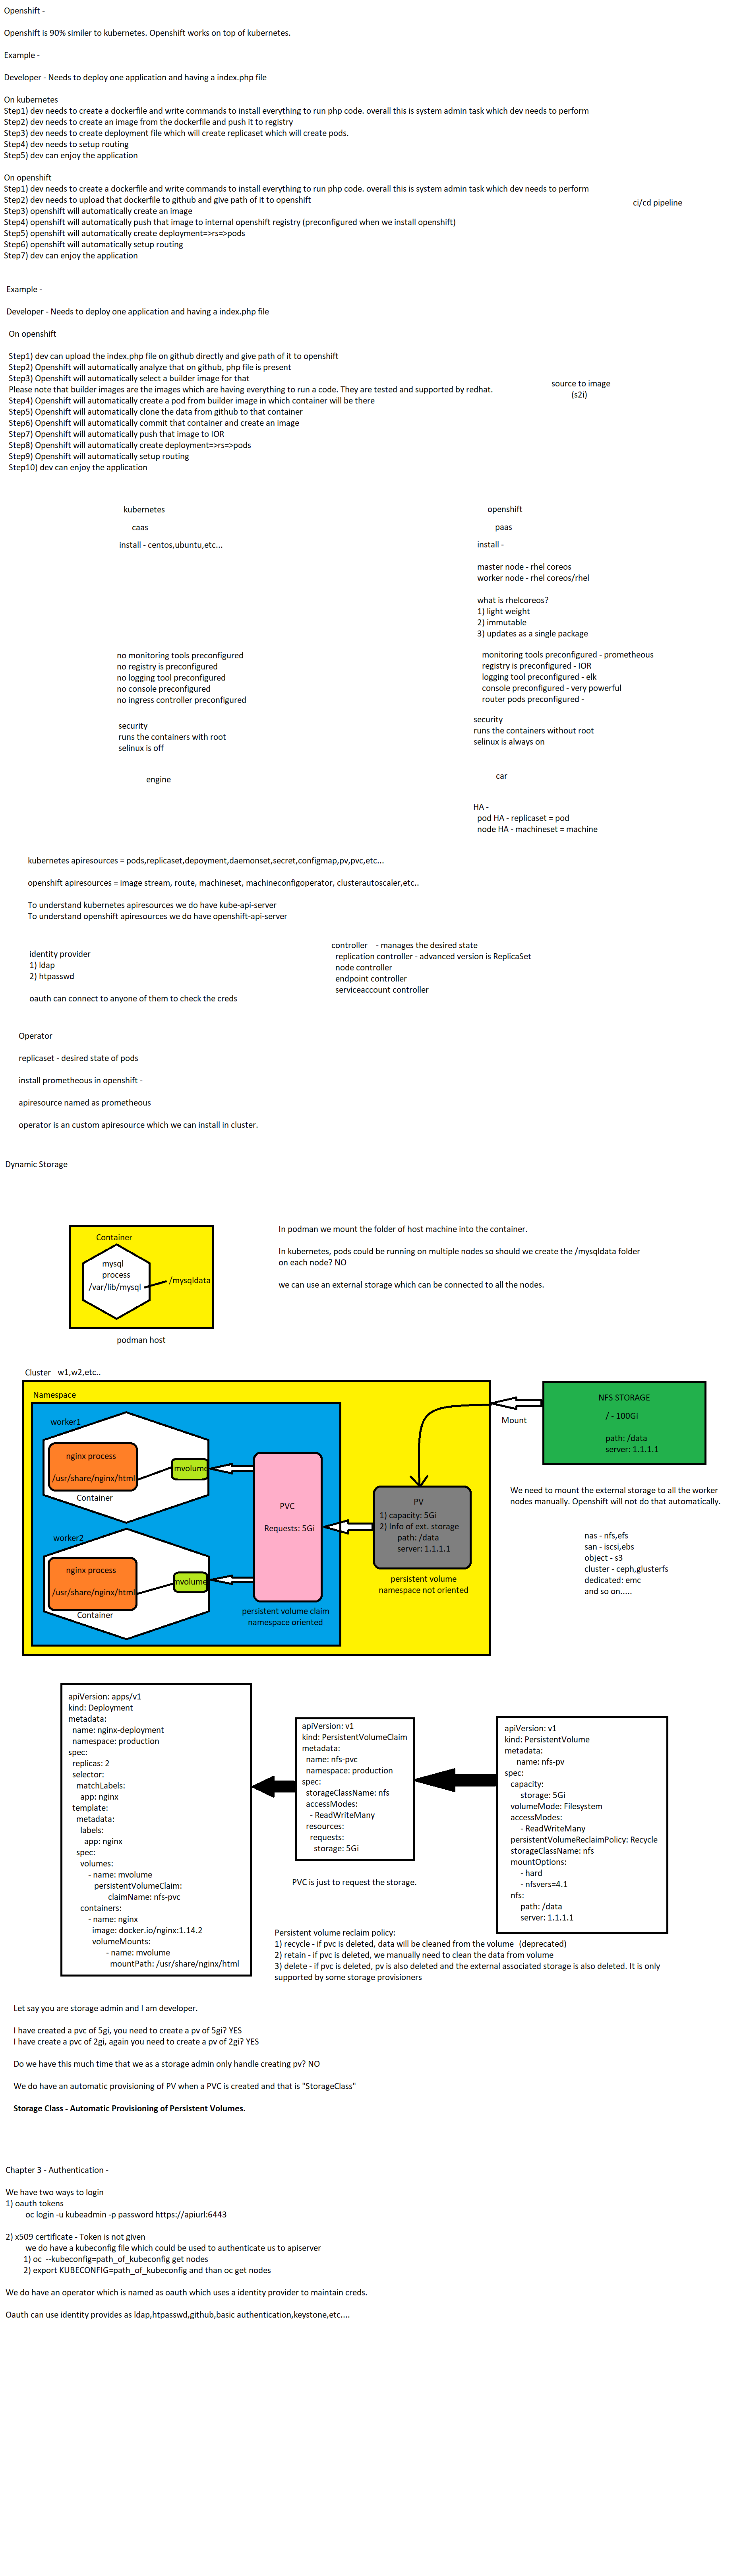 Openshift -
Openshift is 90% similer to kubernetes. Openshift works on top of kubernetes.
Example -
Developer - Needs to deploy one application and having a index.php file
On kubernetes
Step1) dev needs to create a dockerfile and write commands to install everything to run php code. overall this is system admin task which dev needs to perform
Step2) dev needs to create an image from the dockerfile and push it to registry
Step3) dev needs to create deployment file which will create replicaset which will create pods.
Step4) dev needs to setup routing
Step5) dev can enjoy the application
On openshift
Step1) dev needs to create a dockerfile and write commands to install everything to run php code. overall this is system admin task which dev needs to perform
Step2) dev needs to upload that dockerfile to github and give path of it to openshift
Step3) openshift will automatically create an image
Step4) openshift will automatically push that image to internal openshift registry (preconfigured when we install openshift)
Step5) openshift will automatically create deployment=>rs=>pods
Step6) openshift will automatically setup routing
Step7) dev can enjoy the application
ci/cd pipeline
Example -
Developer - Needs to deploy one application and having a index.php file
On openshift
Step1) dev can upload the index.php file on github directly and give path of it to openshift
Step2) Openshift will automatically analyze that on github, php file is present
Step3) Openshift will automatically select a builder image for that
Please note that builder images are the images which are having everything to run a code. They are tested and supported by redhat.
Step4) Openshift will automatically create a pod from builder image in which container will be there
Step5) Openshift will automatically clone the data from github to that container
Step6) Openshift will automatically commit that container and create an image
Step7) Openshift will automatically push that image to IOR
Step8) Openshift will automatically create deployment=>rs=>pods
Step9) Openshift will automatically setup routing
Step10) dev can enjoy the application
source to image
(s2i)
kubernetes
caas
install - centos,ubuntu,etc...
no monitoring tools preconfigured
no registry is preconfigured
no logging tool preconfigured
no console preconfigured
no ingress controller preconfigured
security
runs the containers with root
selinux is off
engine
openshift
paas
install -
master node - rhel coreos
worker node - rhel coreos/rhel
what is rhelcoreos?
1) light weight
2) immutable
3) updates as a single package
monitoring tools preconfigured - prometheous
registry is preconfigured - IOR
logging tool preconfigured - elk
console preconfigured - very powerful
router pods preconfigured -
security
runs the containers without root
selinux is always on
car
HA -
pod HA - replicaset = pod
node HA - machineset = machine
kubernetes apiresources = pods,replicaset,depoyment,daemonset,secret,configmap,pv,pvc,etc...
openshift apiresources = image stream, route, machineset, machineconfigoperator, clusterautoscaler,etc..
To understand kubernetes apiresources we do have kube-api-server
To understand openshift apiresources we do have openshift-api-server
identity provider
1) ldap
2) htpasswd
oauth can connect to anyone of them to check the creds
controller - manages the desired state
replication controller - advanced version is ReplicaSet
node controller
endpoint controller
serviceaccount controller
Operator
replicaset - desired state of pods
install prometheous in openshift -
apiresource named as prometheous
operator is an custom apiresource which we can install in cluster.
Dynamic Storage
Container
mysql
process
/var/lib/mysql
/mysqldata
podman host
In podman we mount the folder of host machine into the container.
In kubernetes, pods could be running on multiple nodes so should we create the /mysqldata folder
on each node? NO
we can use an external storage which can be connected to all the nodes.
Cluster w1,w2,etc..
Namespace
worker1
nginx process
/usr/share/nginx/html
Container
mvolume
worker2
nginx process
/usr/share/nginx/html
Container
mvolume
PVC
Requests: 5Gi
persistent volume claim
namespace oriented
PV
1) capacity: 5Gi
2) Info of ext. storage
path: /data
server: 1.1.1.1
persistent volume
namespace not oriented
Mount
NFS STORAGE
/ - 100Gi
path: /data
server: 1.1.1.1
We need to mount the external storage to all the worker
nodes manually. Openshift will not do that automatically.
nas - nfs,efs
san - iscsi,ebs
object - s3
cluster - ceph,glusterfs
dedicated: emc
and so on.....
apiVersion: apps/v1
kind: Deployment
metadata:
name: nginx-deployment
namespace: production
spec:
replicas: 2
selector:
matchLabels:
app: nginx
template:
metadata:
labels:
app: nginx
spec:
volumes:
- name: mvolume
persistentVolumeClaim:
claimName: nfs-pvc
containers:
- name: nginx
image: docker.io/nginx:1.14.2
volumeMounts:
- name: mvolume
mountPath: /usr/share/nginx/html
apiVersion: v1
kind: PersistentVolumeClaim
metadata:
name: nfs-pvc
namespace: production
spec:
storageClassName: nfs
accessModes:
- ReadWriteMany
resources:
requests:
storage: 5Gi
PVC is just to request the storage.
apiVersion: v1
kind: PersistentVolume
metadata:
name: nfs-pv
spec:
capacity:
storage: 5Gi
volumeMode: Filesystem
accessModes:
- ReadWriteMany
persistentVolumeReclaimPolicy: Recycle
storageClassName: nfs
mountOptions:
- hard
- nfsvers=4.1
nfs:
path: /data
server: 1.1.1.1
Persistent volume reclaim policy:
1) recycle - if pvc is deleted, data will be cleaned from the volume (deprecated)
2) retain - if pvc is deleted, we manually need to clean the data from volume
3) delete - if pvc is deleted, pv is also deleted and the external associated storage is also deleted. It is only
supported by some storage provisioners
Let say you are storage admin and I am developer.
I have created a pvc of 5gi, you need to create a pv of 5gi? YES
I have create a pvc of 2gi, again you need to create a pv of 2gi? YES
Do we have this much time that we as a storage admin only handle creating pv? NO
We do have an automatic provisioning of PV when a PVC is created and that is "StorageClass"
Storage Class - Automatic Provisioning of Persistent Volumes.
Chapter 3 - Authentication -
We have two ways to login
1) oauth tokens
oc login -u kubeadmin -p password https://apiurl:6443
2) x509 certificate - Token is not given
we do have a kubeconfig file which could be used to authenticate us to apiserver
1) oc --kubeconfig=path_of_kubeconfig get nodes
2) export KUBECONFIG=path_of_kubeconfig and than oc get nodes
We do have an operator which is named as oauth which uses a identity provider to maintain creds.
Oauth can use identity provides as ldap,htpasswd,github,basic authentication,keystone,etc....